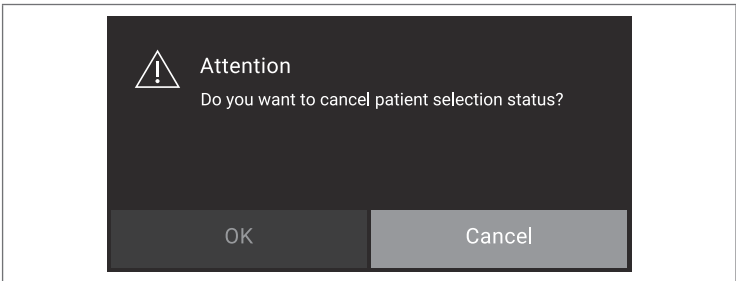 Attention
Do you want to cancel patient selection status?
OK
Cancel